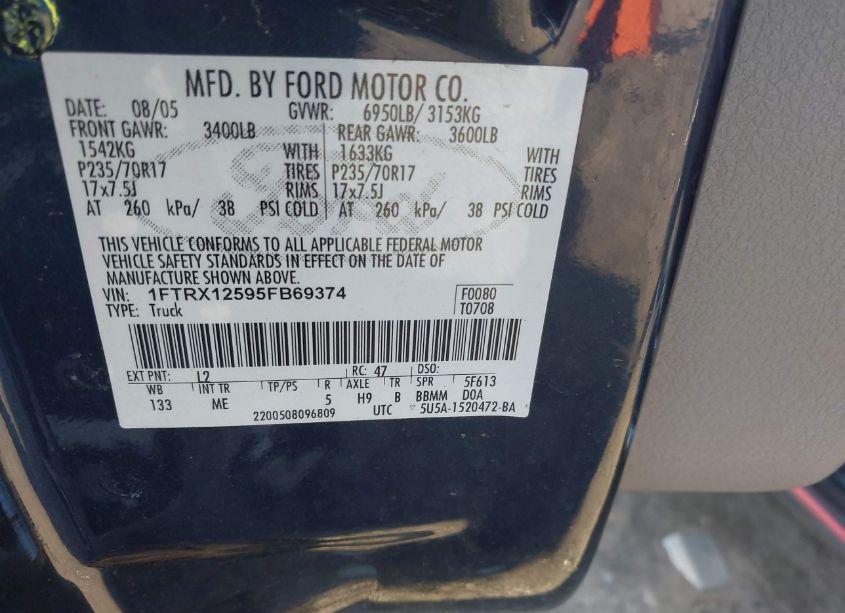 MFD. BY FORD MOTOR CO.
DATE: 08/05 GVWR: 6950LB/ 3153KG
FRONT GAWR: 3400LB REAR GAWR: 3600LB
1542KG WITH 1633KG WITH
P235/70R17 TIRES P235/70R17 TIRES
17x7.5J RIMS 17x7.5J RIMS
AT 260 kPa/ 38 PSI COLD AT 260 kPa/ 38 PSI COLD
THIS VEHICLE CONFORMS TO ALL APPLICABLE FEDERAL MOTOR
VEHICLE SAFETY STANDARDS IN EFFECT ON THE DATE OF
MANUFACTURE SHOWN ABOVE.
VIN: 1FTRX12595FB69374 F0080
TYPE: Truck T0708
EXT PNT: L2 RC: 47 DSO:
WB INT TR TP/PS R AXLE TR SPR 5F613
133 ME 5 H9 B BBMM DOA
2200508096809 UTC ▽ 5U5A-1520472-BA